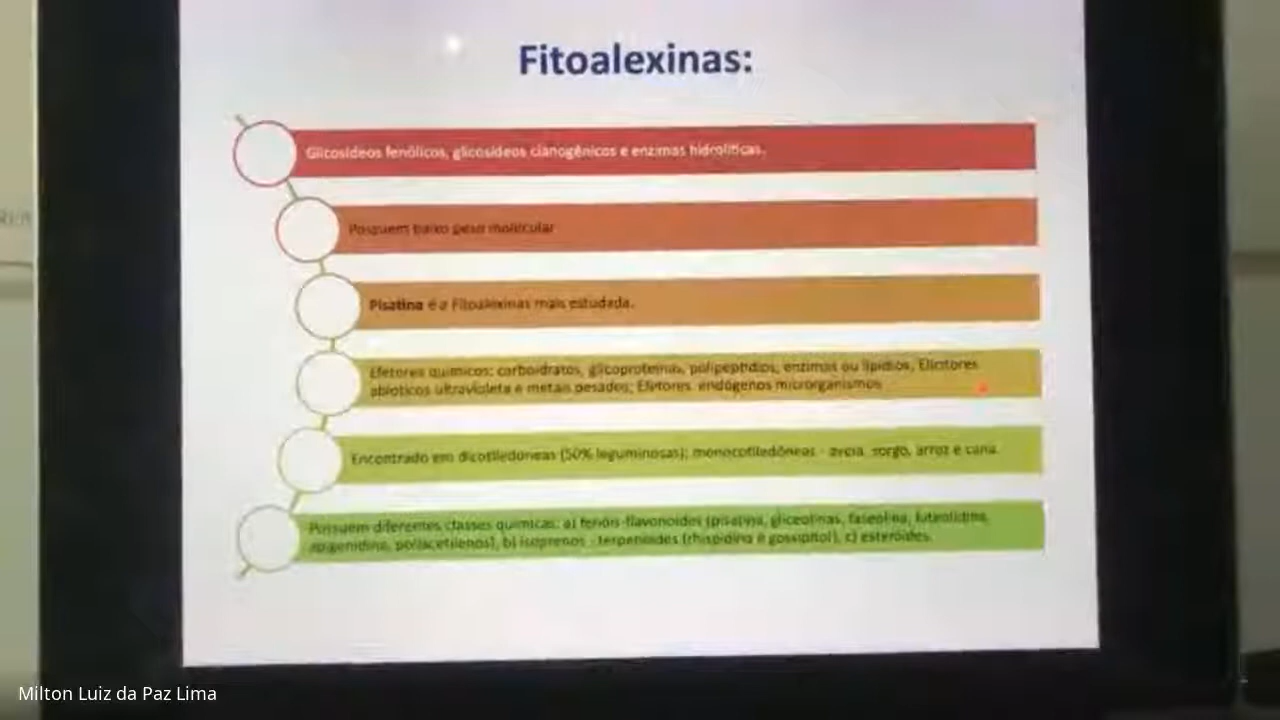 Fitoalexinas:
Glicosídeos fenólicos, glicosídeos cianogênicos e enzimas hidrolíticas.
Possuem baixo peso molecular
Pisatina é a Fitoalexinas mais estudada.
Efetores químicos: carboidratos, glicoproteínas, polipeptídios, enzimas ou lipídios, Elicitores
abióticos ultravioleta e metais pesados; Efetores endógenos microrganismos
Encontrado em dicotiledôneas (50% leguminosas); monocotiledôneas - aveia, sorgo, arroz e cana.
Possuem diferentes classes químicas: a) fenóis-flavonoides (pisatina, gliceolinas, faseolina, luteolidina,
apigenidina, poliacetilenos), b) isoprenos - terpenoides (rhispidina e gossipitol), c) esteróides.
Milton Luiz da Paz Lima